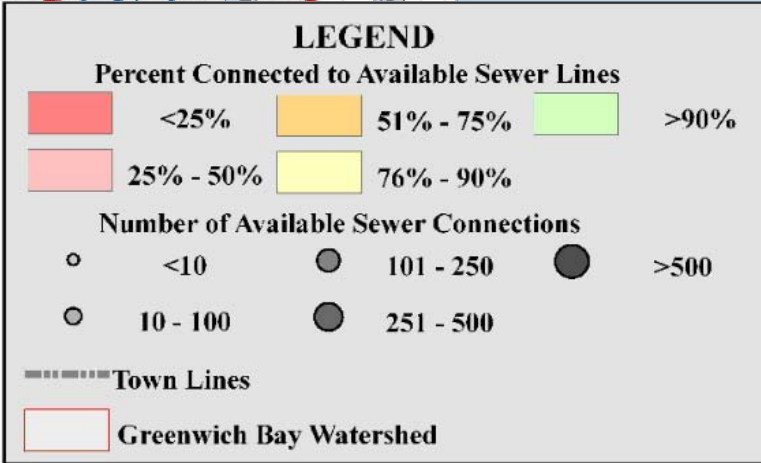 LEGEND
Percent Connected to Available Sewer Lines
<25% 51% - 75% >90%
25% - 50% 76% - 90%
Number of Available Sewer Connections
<10 101 - 250 >500
10 - 100 251 - 500
Town Lines
Greenwich Bay Watershed